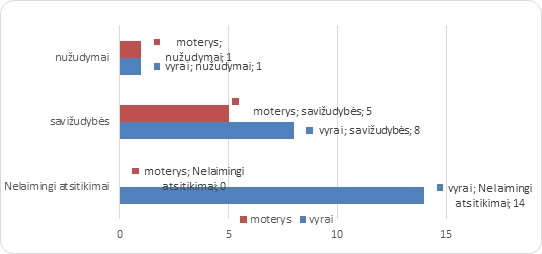 moterys;
nužudymai; 1
nužudymai
vyrai; nužudymai; 1
moterys; savižudybės; 5
savižudybės
vyrai; savižudybės; 8
moterys; Nelaimingi
atsitikimai; 0
Nelaimingi atsitikimai
vyrai; Nelaimingi
atsitikimai; 14
moterys vyrai
0 5 10 15